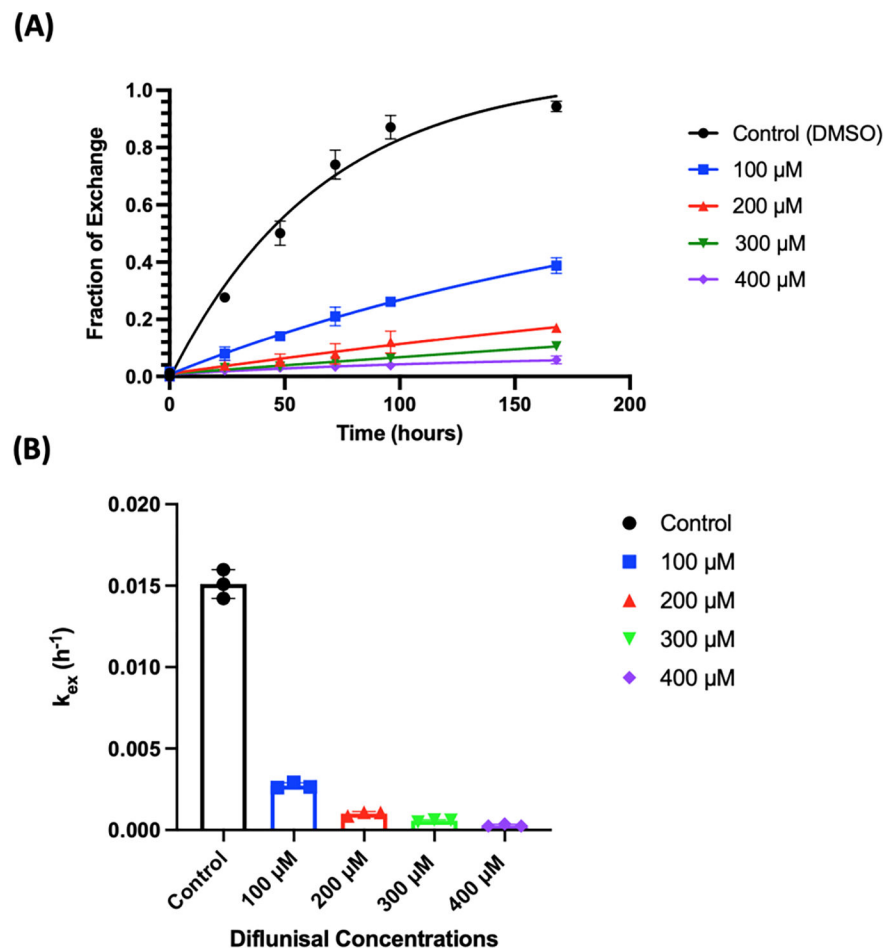 (A)
1.0
0.8
0.6
0.4
0.2
0.0
Fraction of Exchange
0
50
100
150
200
Time (hours)
Control (DMSO)
100 μM
200 μM
300 μM
400 μM
(B)
0.020
0.015
0.010
0.005
0.000
kex (h-1)
Control
100 μM
200 μM
300 μM
400 μM
Diflunisal Concentrations
Control
100 μM
200 μM
300 μM
400 μM